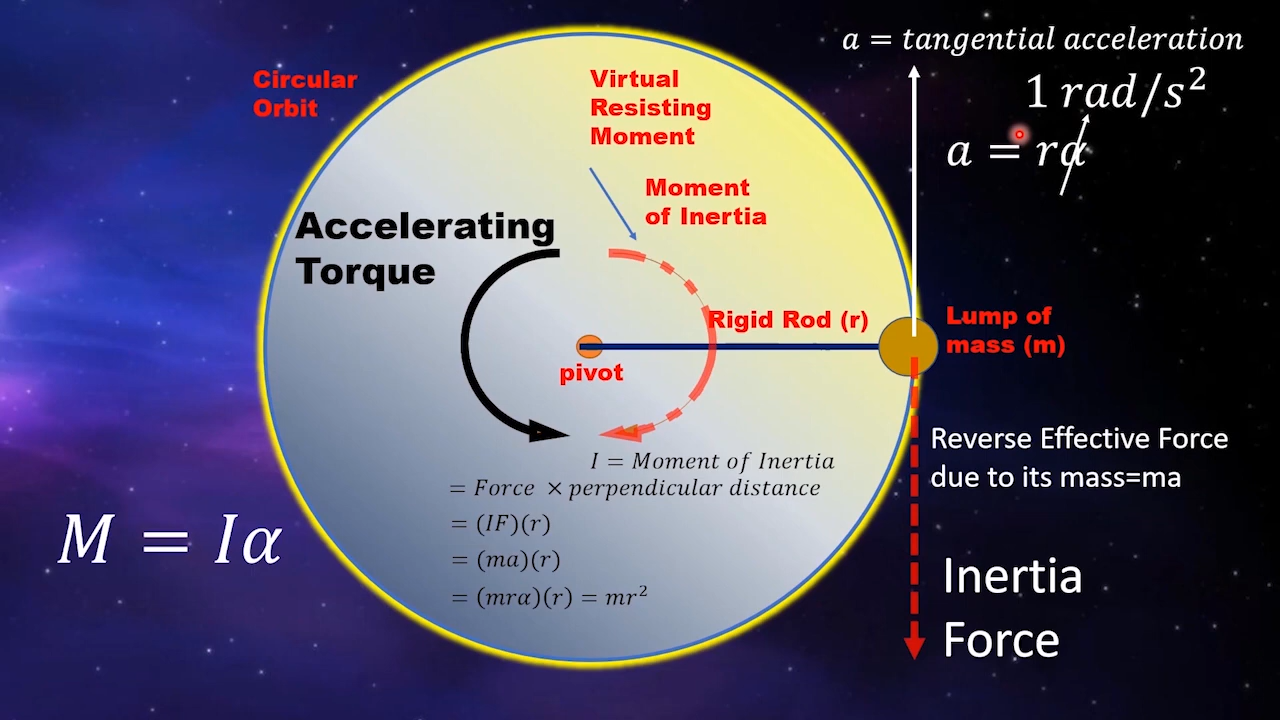 a = tangential acceleration
1 rad/s²
a = rα
Circular
Orbit
Virtual
Resisting
Moment
Moment
of Inertia
Accelerating
Torque
Rigid Rod (r)
Lump of
mass (m)
pivot
Reverse Effective Force
due to its mass=ma
I = Moment of Inertia
= Force × perpendicular distance
= (IF)(r)
= (ma)(r)
= (mrα)(r) = mr²
M = Iα
Inertia
Force